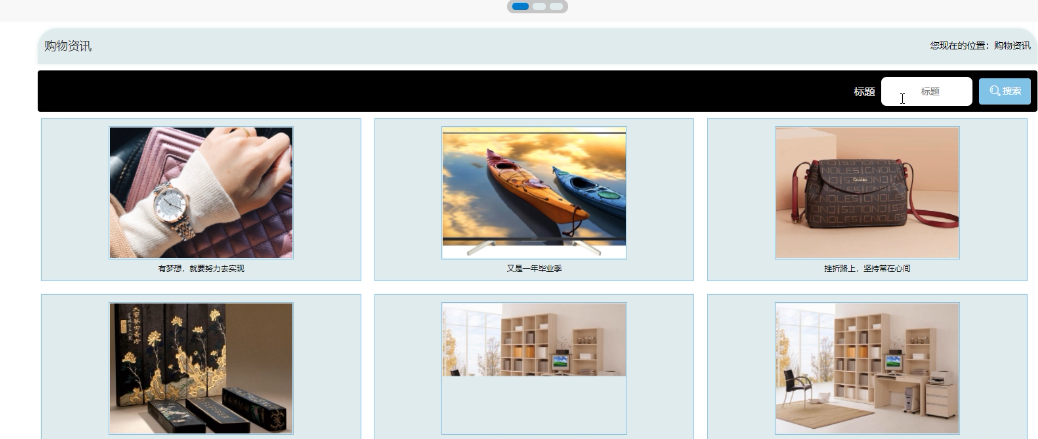 购物资讯
您现在的位置：购物资讯
标题
标题
搜索
有梦想，就要努力去实现
又是一年毕业季
挫折路上，坚持常在心间